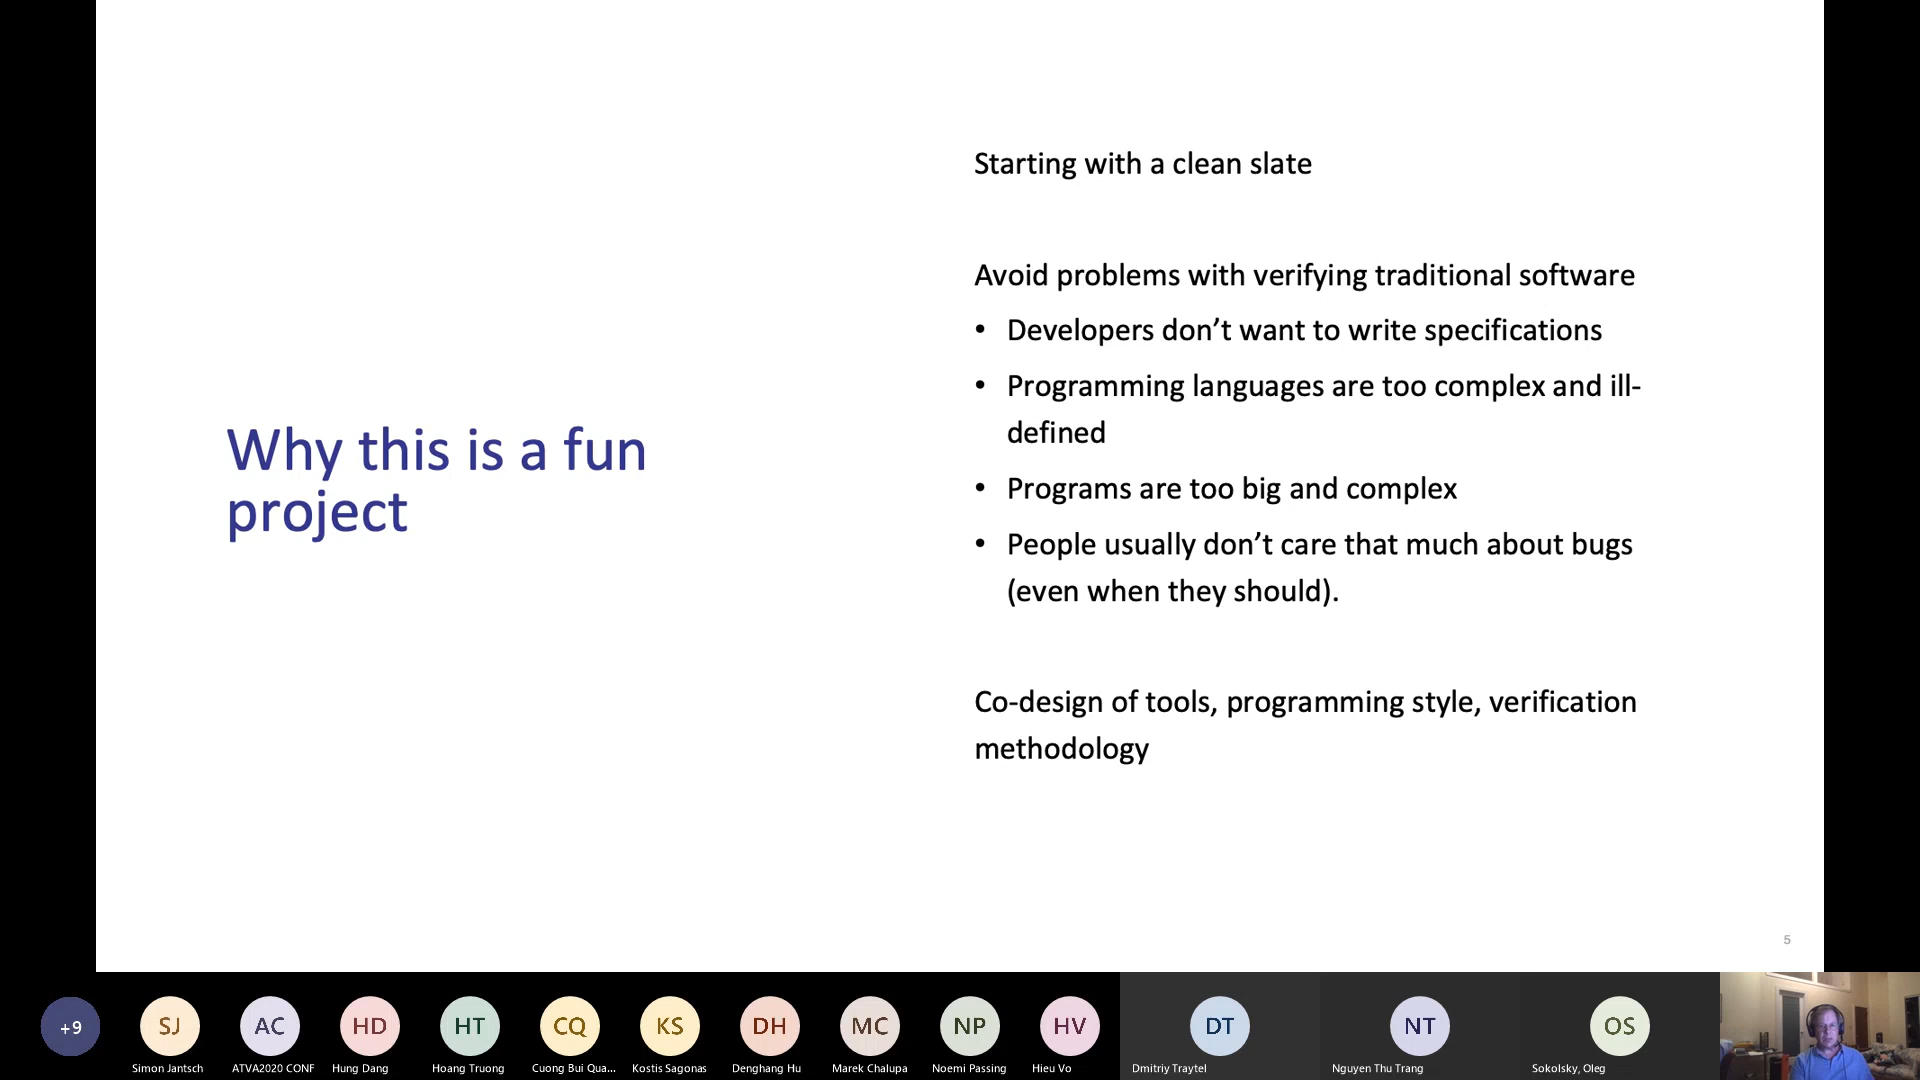 Why this is a fun
project
Starting with a clean slate
Avoid problems with verifying traditional software
• Developers don’t want to write specifications
• Programming languages are too complex and ill-
defined
• Programs are too big and complex
• People usually don’t care that much about bugs
(even when they should).
Co-design of tools, programming style, verification
methodology
5
+9
SJ
Simon Jantsch
AC
ATVA2020 CONF
HD
Hung Dang
HT
Hoang Truong
CQ
Cuong Bui Qua...
KS
Kostis Sagonas
DH
Denghang Hu
MC
Marek Chalupa
NP
Noemi Passing
HV
Hieu Vo
DT
Dmitriy Traytel
NT
Nguyen Thu Trang
OS
Sokolsky, Oleg